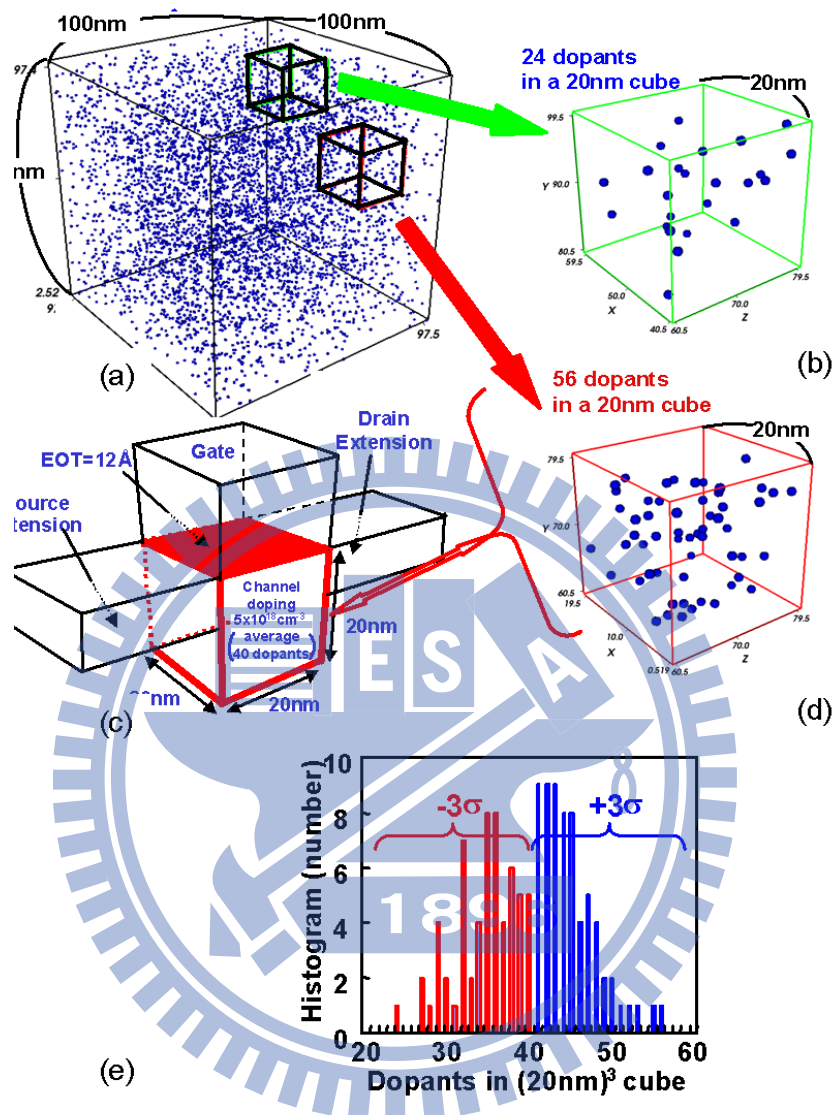 100nm
100nm
97.4
nm
2.52
9.
97.5
(a)
24 dopants
in a 20nm cube
20nm
99.5
Y
90.0
80.5
59.5
50.0
X
40.5
60.5
70.0
Z
79.5
(b)
56 dopants
in a 20nm cube
20nm
79.5
Y
70.0
60.5
19.5
10.0
X
0.519
60.5
70.0
Z
79.5
(d)
Gate
EOT=12Å
Drain
Extension
ource
tension
Channel
doping
5x10¹⁸cm⁻³
average
(40 dopants)
20nm
20nm
nm
(c)
ESA
1896
Histogram (number)
10
8
6
4
2
0
-3σ
+3σ
20
30
40
50
60
Dopants in (20nm)³ cube
(e)